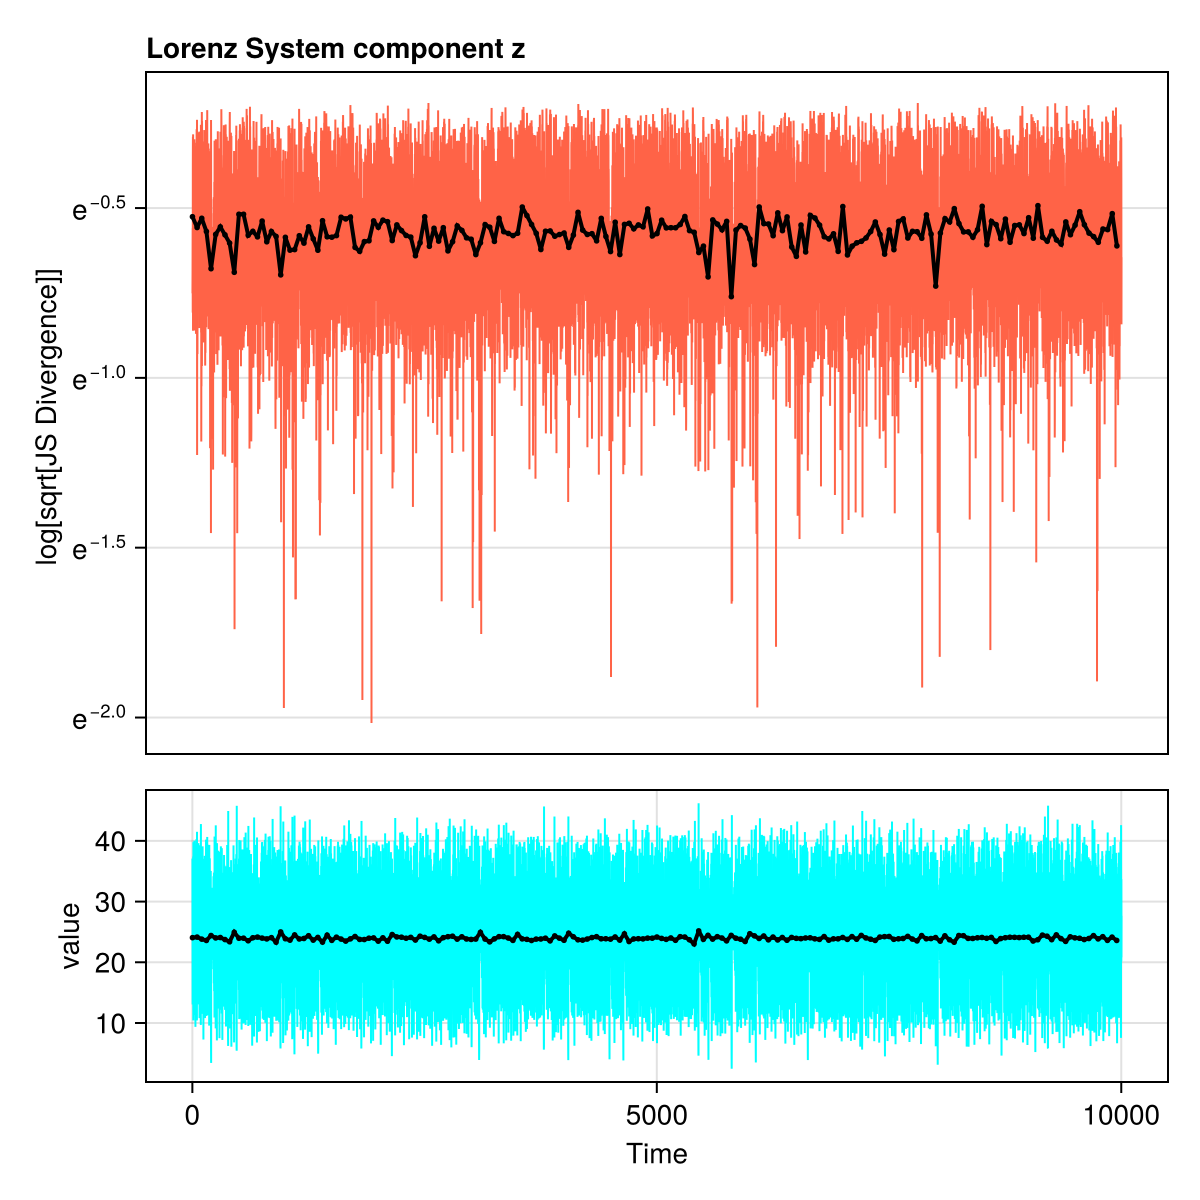 Lorenz System component z
log[sqrt[JS Divergence]]
e−0.5
e−1.0
e−1.5
e−2.0
value
40
30
20
10
0
5000
10000
Time